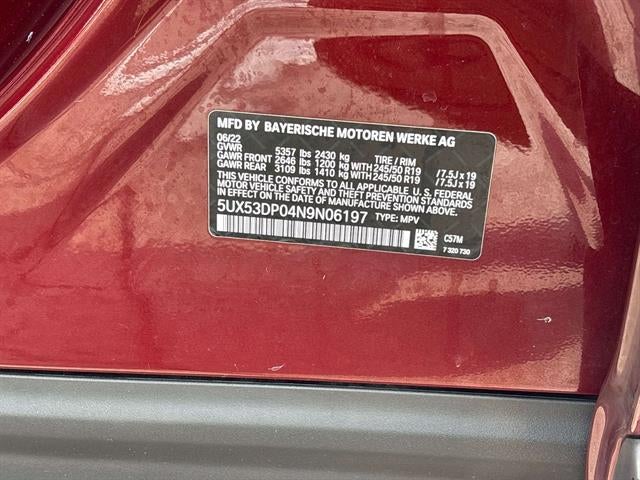 MFD BY BAYERISCHE MOTOREN WERKE AG
06/22
GVWR 5357 lbs 2430 kg TIRE / RIM
GAWR FRONT 2646 lbs 1200 kg WITH 245/50 R19 /7.5J x 19
GAWR REAR 3109 lbs 1410 kg WITH 245/50 R19 /7.5J x 19
THIS VEHICLE CONFORMS TO ALL APPLICABLE U. S. FEDERAL
MOTOR VEHICLE SAFETY AND THEFT PREVENTION STANDARDS
IN EFFECT ON THE DATE OF MANUFACTURE SHOWN ABOVE.
5UX53DP04N9N06197 TYPE: MPV
C57M
7 320 730